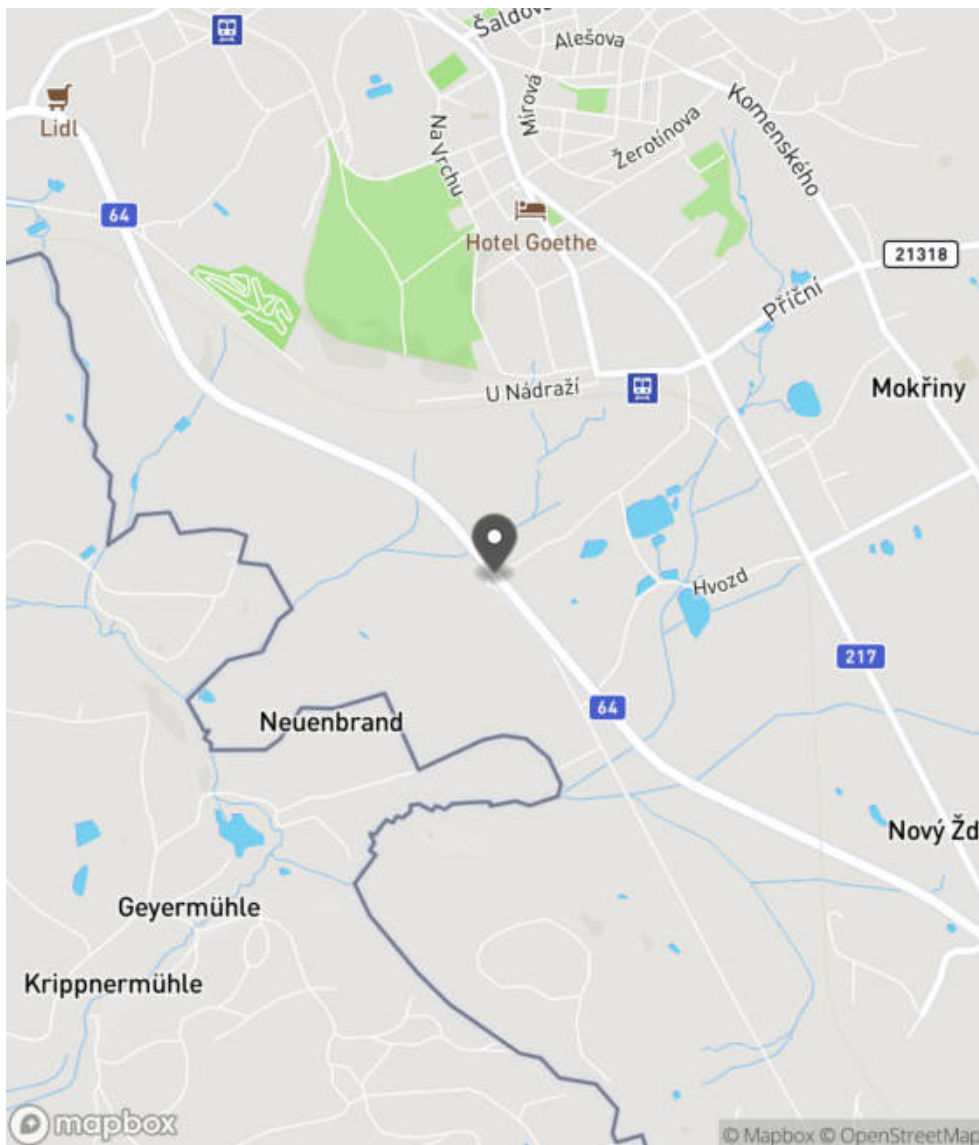 Šaldova
Alešova
Lidl
Na Vrchu
Mírová
Komenského
Žerotínova
64
Hotel Goethe
21318
Příční
U Nádraží
Mokřiny
Hvozd
217
64
Neuenbrand
Nový Žd
Geyermühle
Krippnermühle
mapbox
© Mapbox © OpenStreetMap